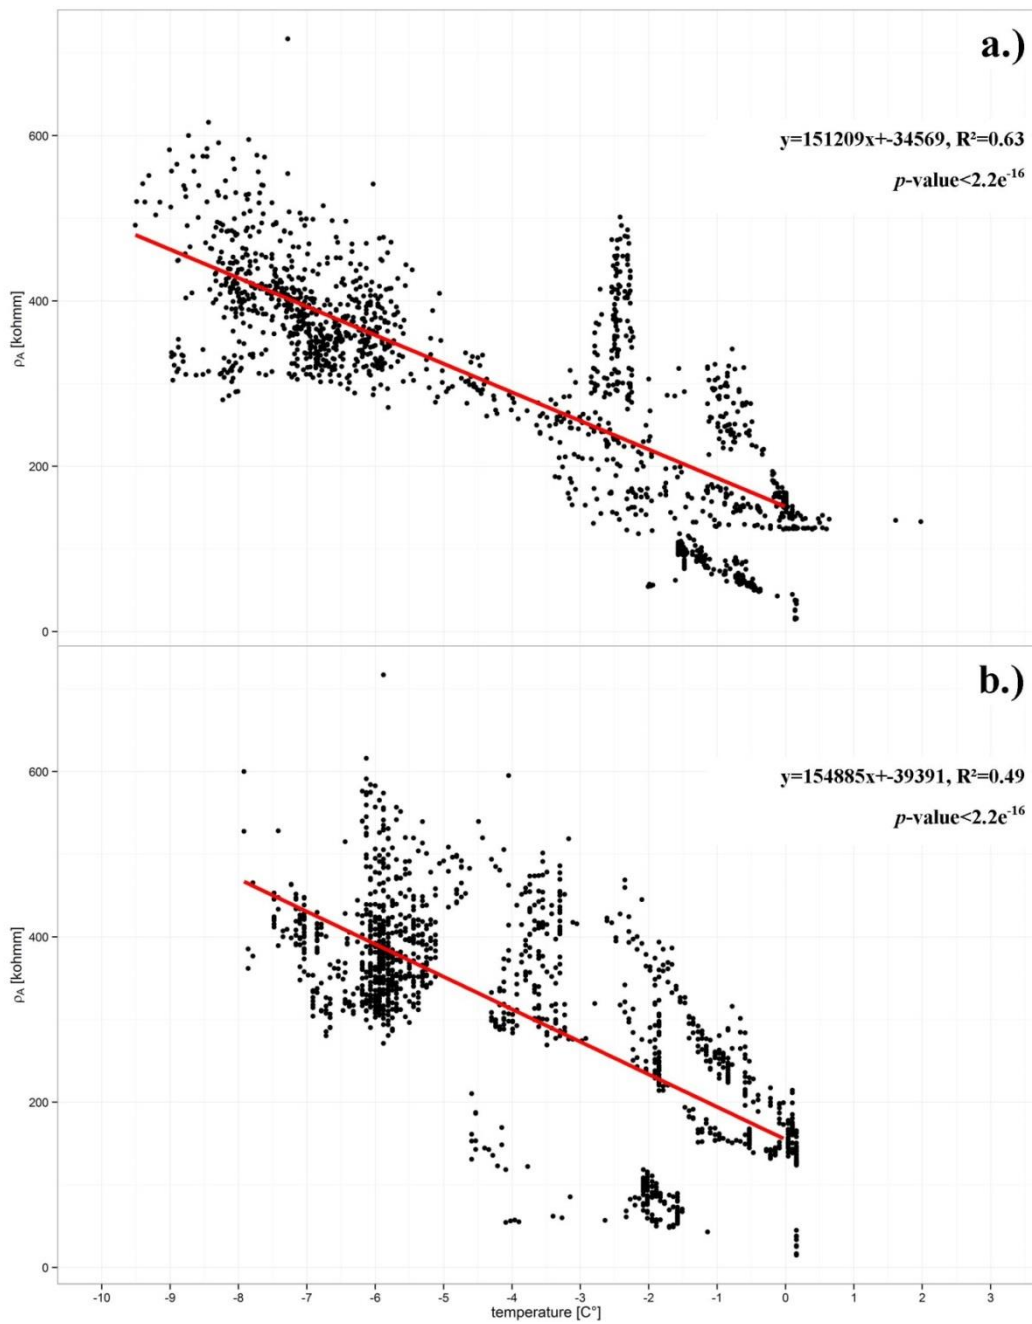 a.)
y=151209x+-34569, R²=0.63
p-value<2.2e⁻¹⁶
600
400
200
0
ρA [kohmm]
b.)
y=154885x+-39391, R²=0.49
p-value<2.2e⁻¹⁶
600
400
200
0
ρA [kohmm]
-10 -9 -8 -7 -6 -5 -4 -3 -2 -1 0 1 2 3
temperature [C°]